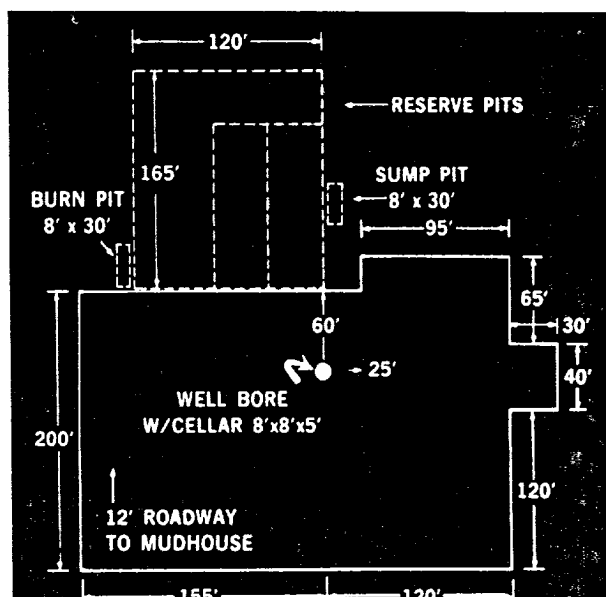 120'
RESERVE PITS
165'
SUMP PIT
8' x 30'
BURN PIT
8' x 30'
95'
65'
60'
30'
25'
40'
WELL BORE
W/CELLAR 8'x8'x5'
200'
120'
12' ROADWAY
TO MUDHOUSE
155'
120'